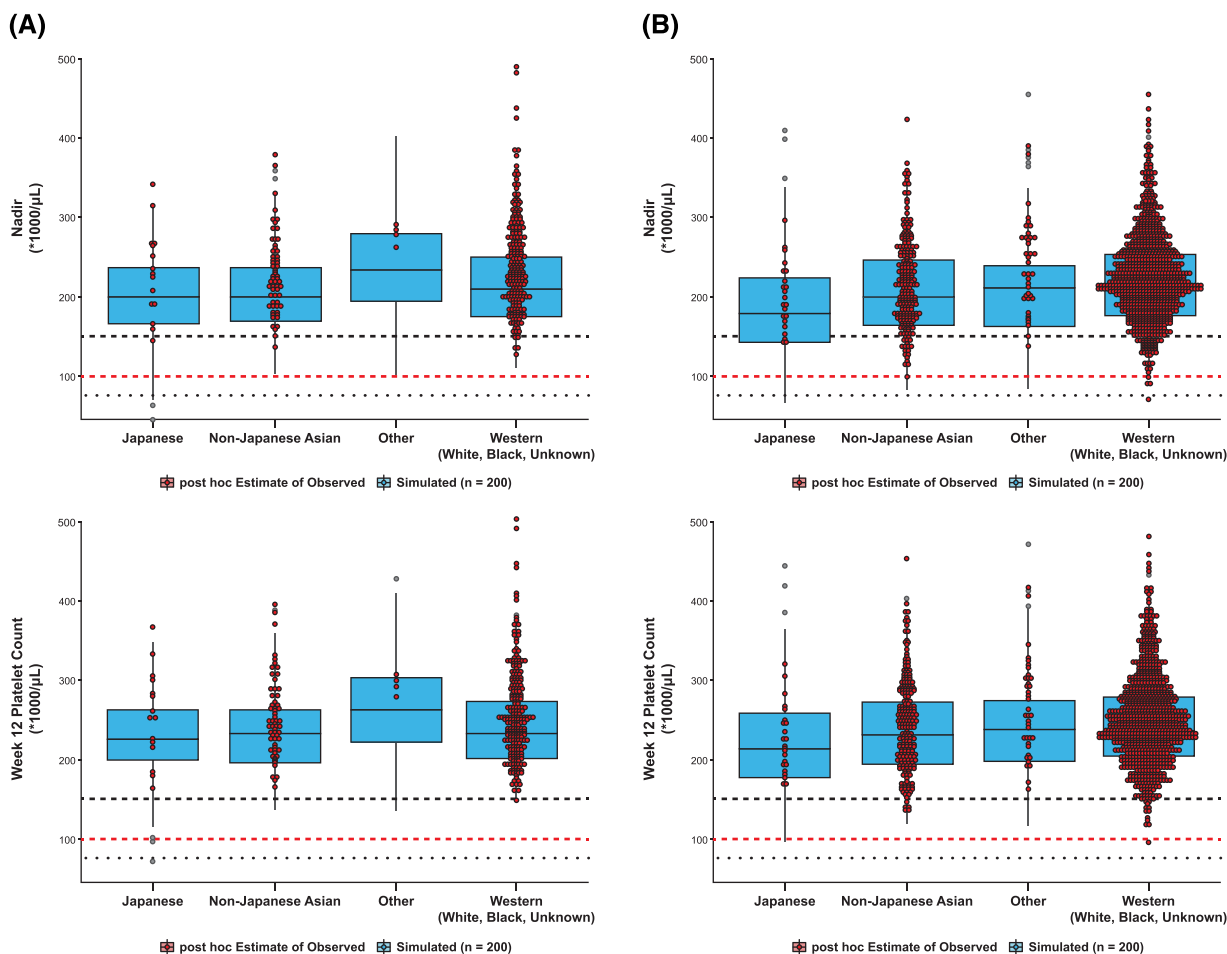 (A)
500
400
300
200
100
Nadir
(*1000/µL)
Japanese
Non-Japanese Asian
Other
Western
(White, Black, Unknown)
post hoc Estimate of Observed
Simulated (n = 200)
500
400
300
200
100
Week 12 Platelet Count
(*1000/µL)
Japanese
Non-Japanese Asian
Other
Western
(White, Black, Unknown)
post hoc Estimate of Observed
Simulated (n = 200)
(B)
500
400
300
200
100
Nadir
(*1000/µL)
Japanese
Non-Japanese Asian
Other
Western
(White, Black, Unknown)
post hoc Estimate of Observed
Simulated (n = 200)
500
400
300
200
100
Week 12 Platelet Count
(*1000/µL)
Japanese
Non-Japanese Asian
Other
Western
(White, Black, Unknown)
post hoc Estimate of Observed
Simulated (n = 200)